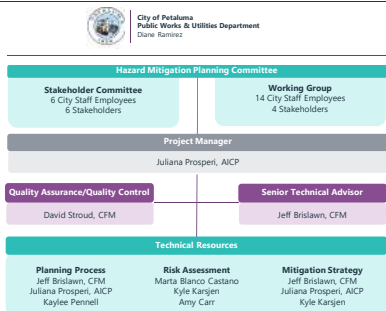 City of Petaluma
Public Works & Utilities Department
Diane Ramirez
Hazard Mitigation Planning Committee
Stakeholder Committee
6 City Staff Employees
6 Stakeholders
Working Group
14 City Staff Employees
4 Stakeholders
Project Manager
Juliana Prosperi, AICP
Quality Assurance/Quality Control
David Stroud, CFM
Senior Technical Advisor
Jeff Brislawn, CFM
Technical Resources
Planning Process
Jeff Brislawn, CFM
Juliana Prosperi, AICP
Kaylee Pennell
Risk Assessment
Marta Blanco Castano
Kyle Karsjen
Amy Carr
Mitigation Strategy
Jeff Brislawn, CFM
Juliana Prosperi, AICP
Kyle Karsjen